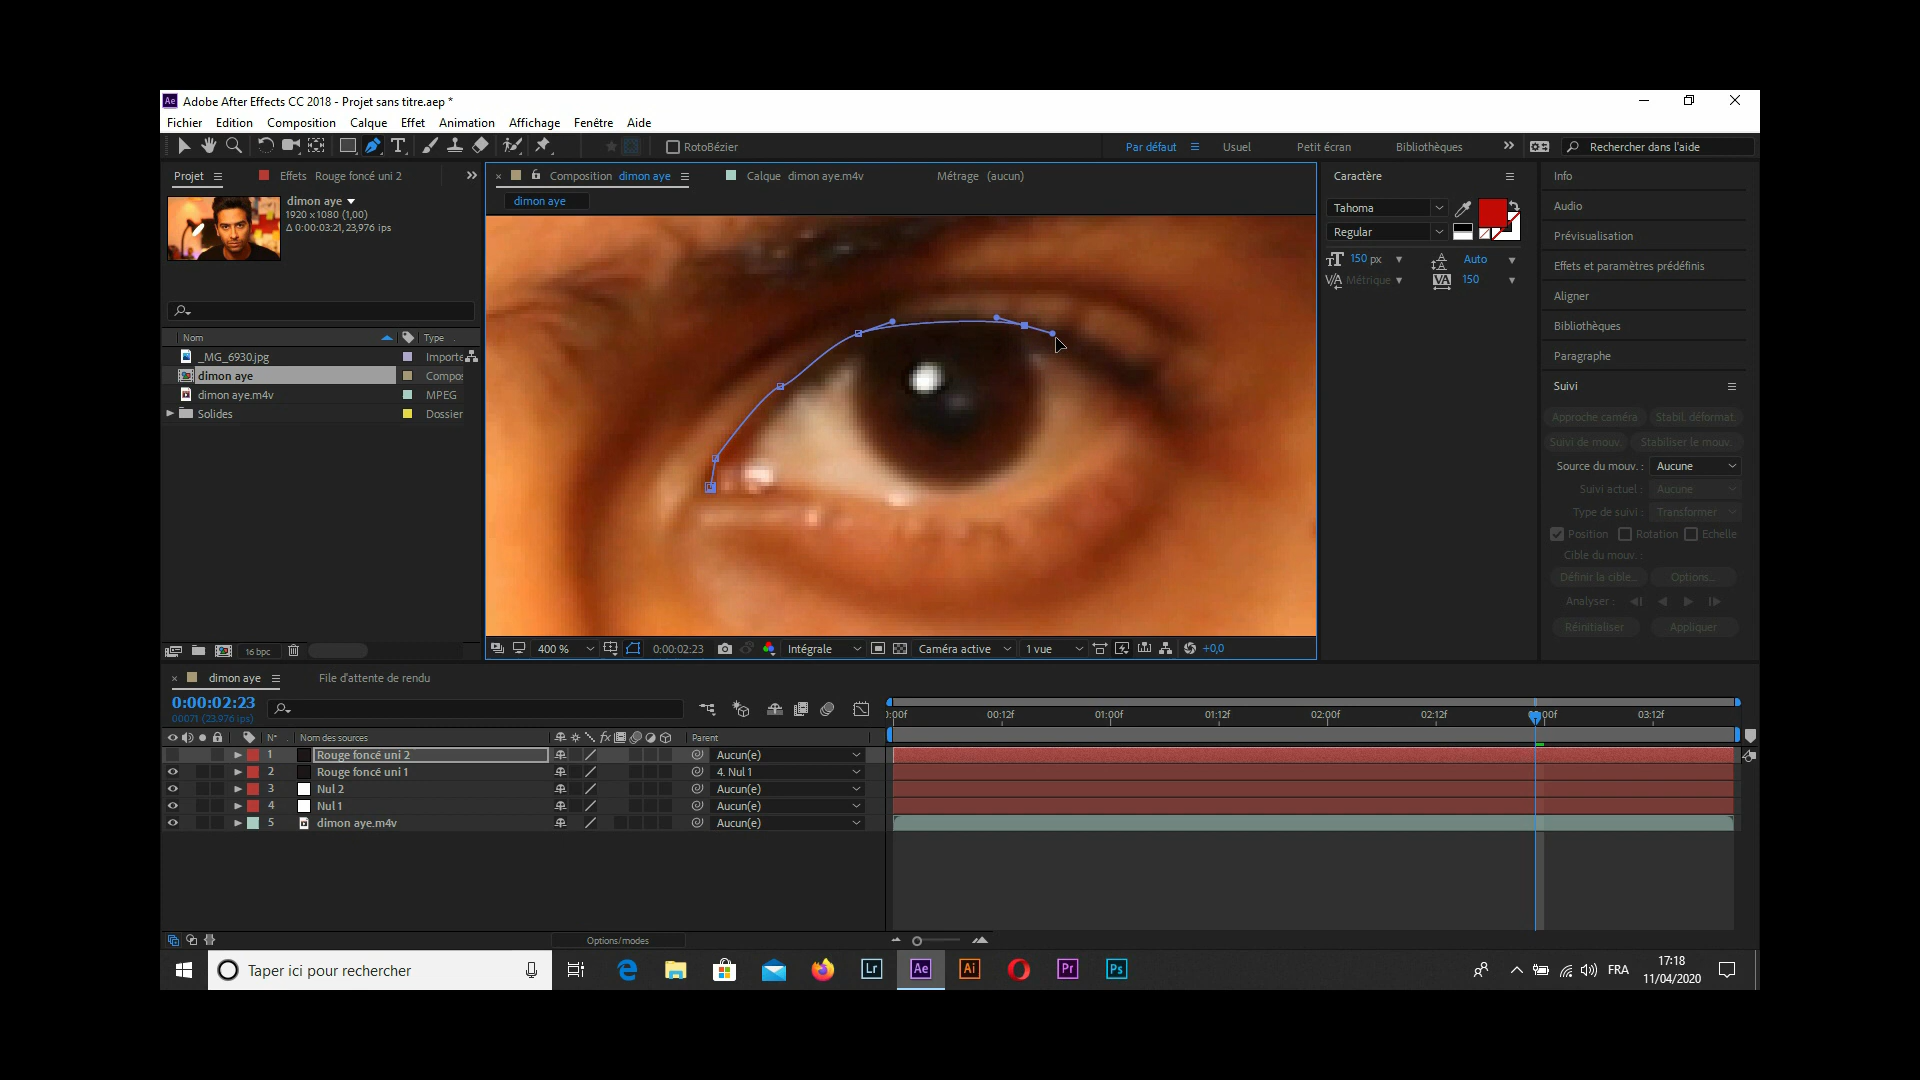 Ae Adobe After Effects CC 2018 - Projet sans titre.aep *
Fichier Edition Composition Calque Effet Animation Affichage Fenêtre Aide
RotoBézier
Par défaut Usuel Petit écran Bibliothèques Rechercher dans l'aide
Projet Effets Rouge foncé uni 2
Composition dimon aye Calque dimon aye.m4v Métrage (aucun)
dimon aye
dimon aye
1920 x 1080 (1,00)
Δ 0:00:03:21, 23,976 ips
Nom Type
_MG_6930.jpg Importe
dimon aye Compos
dimon aye.m4v MPEG
Solides Dossier
16 bpc
400 % 0:00:02:23 Intégrale Caméra active 1 vue +0,0
Caractère
Tahoma
Regular
150 px Auto
Métrique 150
Info
Audio
Prévisualisation
Effets et paramètres prédéfinis
Aligner
Bibliothèques
Paragraphe
Suivi
Approche caméra Stabil. déformat.
Suivi de mouv. Stabiliser le mouv.
Source du mouv. : Aucune
Suivi actuel : Aucune
Type de suivi : Transformer
Position Rotation Echelle
Cible du mouv. :
Définir la cible... Options...
Analyser :
Réinitialiser Appliquer
dimon aye File d'attente de rendu
0:00:02:23
00071 (23.976 ips)
:00f 00:12f 01:00f 01:12f 02:00f 02:12f 00f 03:12f
N° Nom des sources fx Parent
1 Rouge foncé uni 2 Aucun(e)
2 Rouge foncé uni 1 4. Nul 1
3 Nul 2 Aucun(e)
4 Nul 1 Aucun(e)
5 dimon aye.m4v Aucun(e)
Options/modes
Taper ici pour rechercher Lr Ae Ai Pr Ps FRA 17:18
11/04/2020